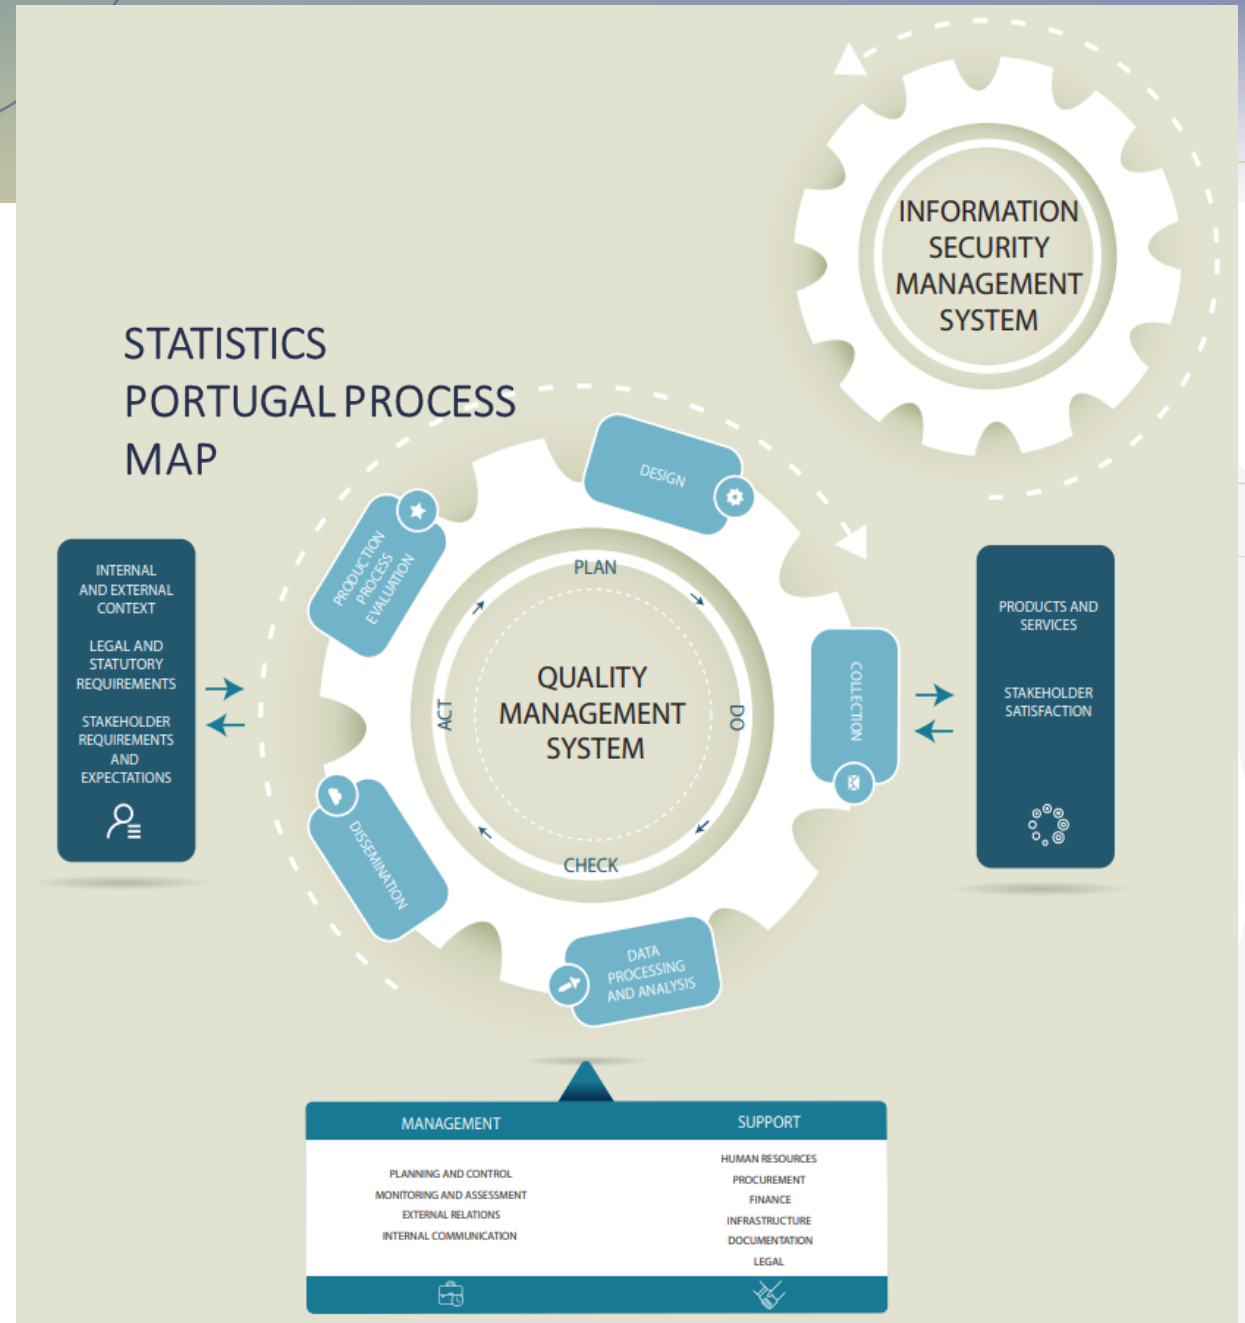 INFORMATION
SECURITY
MANAGEMENT
SYSTEM
STATISTICS
PORTUGAL PROCESS
MAP
DESIGN
PRODUCTION
PROCESS
EVALUATION
PLAN
INTERNAL
AND EXTERNAL
CONTEXT
LEGAL AND
STATUTORY
REQUIREMENTS
STAKEHOLDER
REQUIREMENTS
AND
EXPECTATIONS
ACT
QUALITY
MANAGEMENT
SYSTEM
DO
COLLECTION
PRODUCTS AND
SERVICES
STAKEHOLDER
SATISFACTION
DISSEMINATION
CHECK
DATA
PROCESSING
AND ANALYSIS
MANAGEMENT
PLANNING AND CONTROL
MONITORING AND ASSESSMENT
EXTERNAL RELATIONS
INTERNAL COMMUNICATION
SUPPORT
HUMAN RESOURCES
PROCUREMENT
FINANCE
INFRASTRUCTURE
DOCUMENTATION
LEGAL